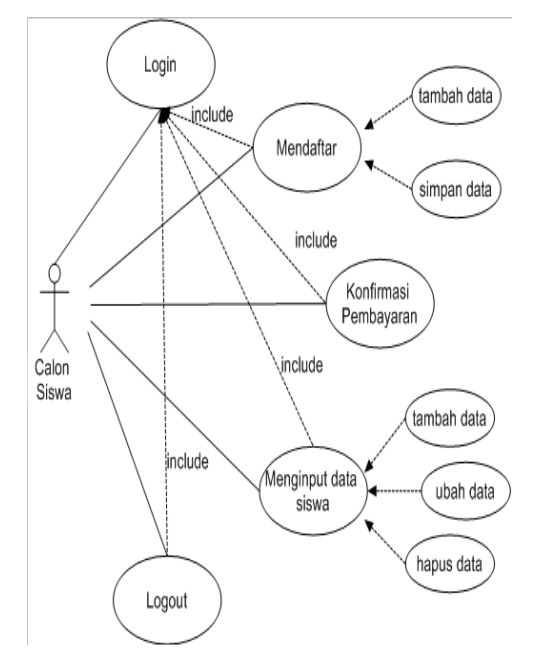 Login
include
tambah data
Mendaftar
simpan data
include
Konfirmasi
Pembayaran
Calon
Siswa
include
tambah data
include
Menginput data
siswa
ubah data
hapus data
Logout